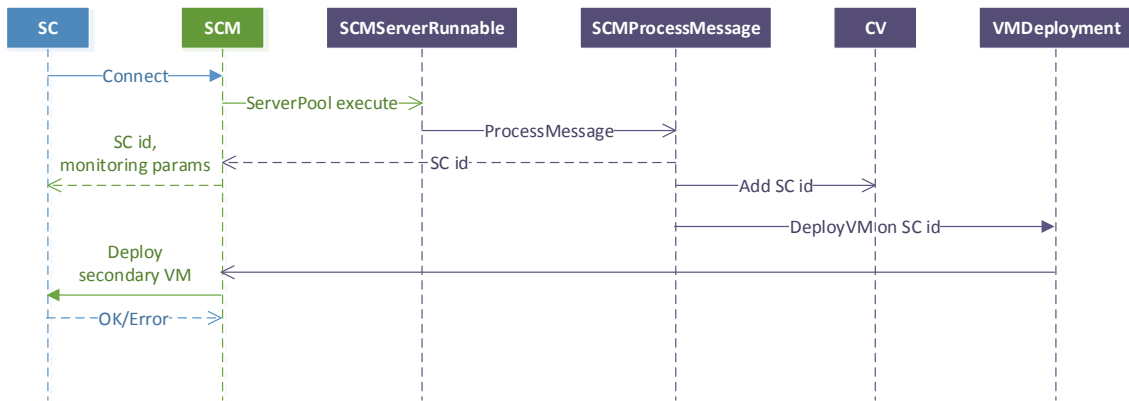 SC
SCM
SCMServerRunnable
SCMProcessMessage
CV
VMDeployment
Connect
ServerPool execute
ProcessMessage
SC id,
monitoring params
SC id
Add SC id
DeployVM on SC id
Deploy
secondary VM
OK/Error